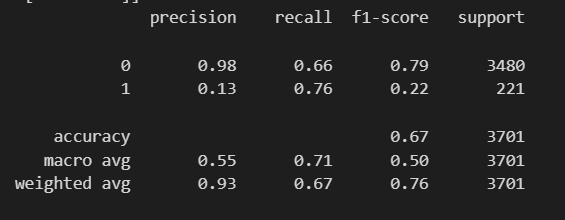 precision recall f1-score support
0 0.98 0.66 0.79 3480
1 0.13 0.76 0.22 221
accuracy 0.67 3701
macro avg 0.55 0.71 0.50 3701
weighted avg 0.93 0.67 0.76 3701